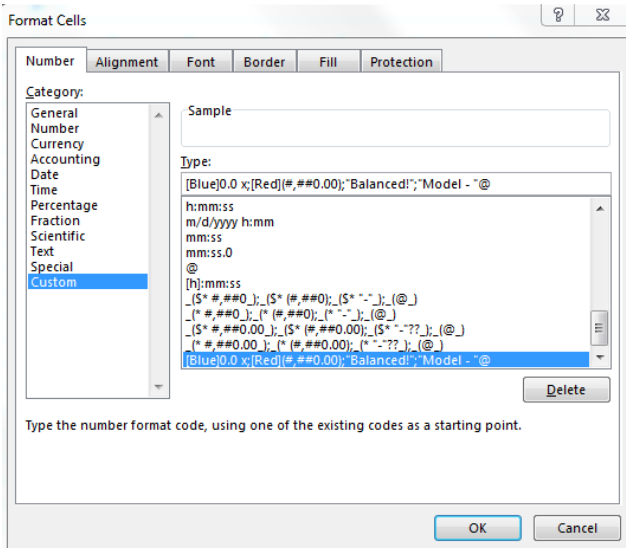 Format Cells
Number Alignment Font Border Fill Protection
Category:
General
Number
Currency
Accounting
Date
Time
Percentage
Fraction
Scientific
Text
Special
Custom
Sample
Type:
[Blue]0.0 x;[Red](#,##0.00);"Balanced!";"Model - "@
h:mm:ss
m/d/yyyy h:mm
mm:ss
mm:ss.0
@
[h]:mm:ss
_($* #,##0_);_($* (#,##0);_($* "-"_);_(@_)
_(* #,##0_);_(* (#,##0);_(* "-"_);_(@_)
_($* #,##0.00_);_($* (#,##0.00);_($* "-"??_);_(@_)
_(* #,##0.00_);_(* (#,##0.00);_(* "-"??_);_(@_)
[Blue]0.0 x;[Red](#,##0.00);"Balanced!";"Model - "@
Delete
Type the number format code, using one of the existing codes as a starting point.
OK Cancel